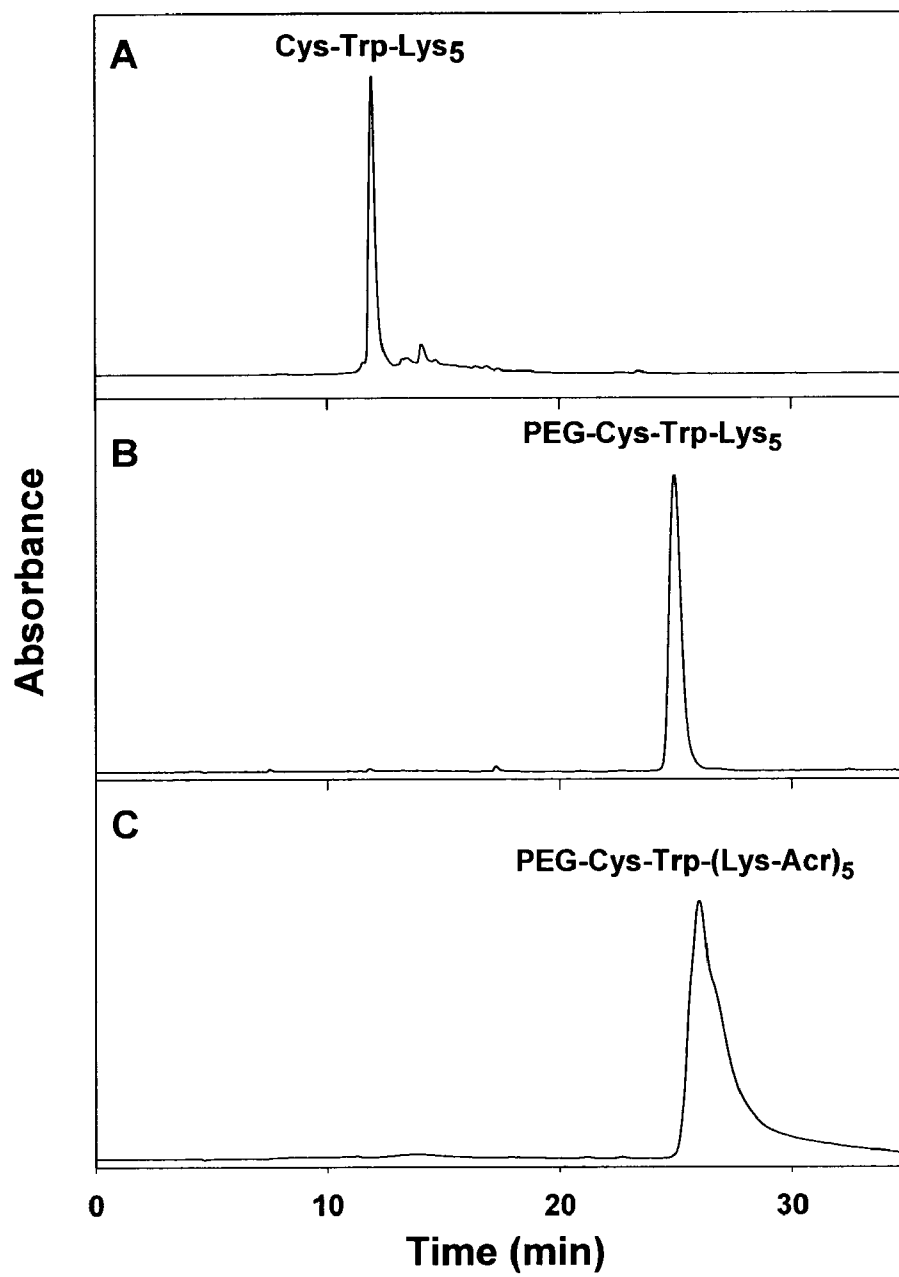 A
Cys-Trp-Lys5
B
PEG-Cys-Trp-Lys5
C
PEG-Cys-Trp-(Lys-Acr)5
Absorbance
0 10 20 30
Time (min)